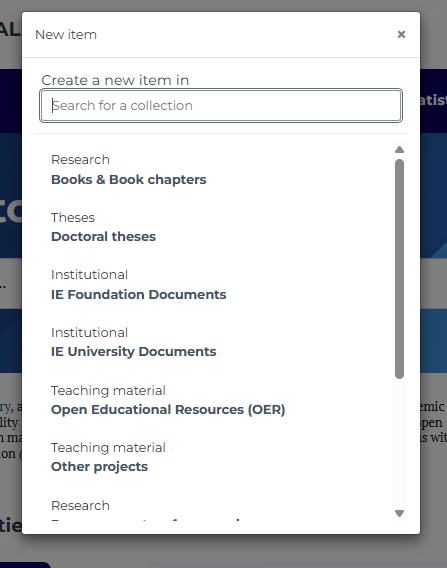 New item
×
Create a new item in
Search for a collection
Research
Books & Book chapters
Theses
Doctoral theses
Institutional
IE Foundation Documents
Institutional
IE University Documents
Teaching material
Open Educational Resources (OER)
Teaching material
Other projects
Research